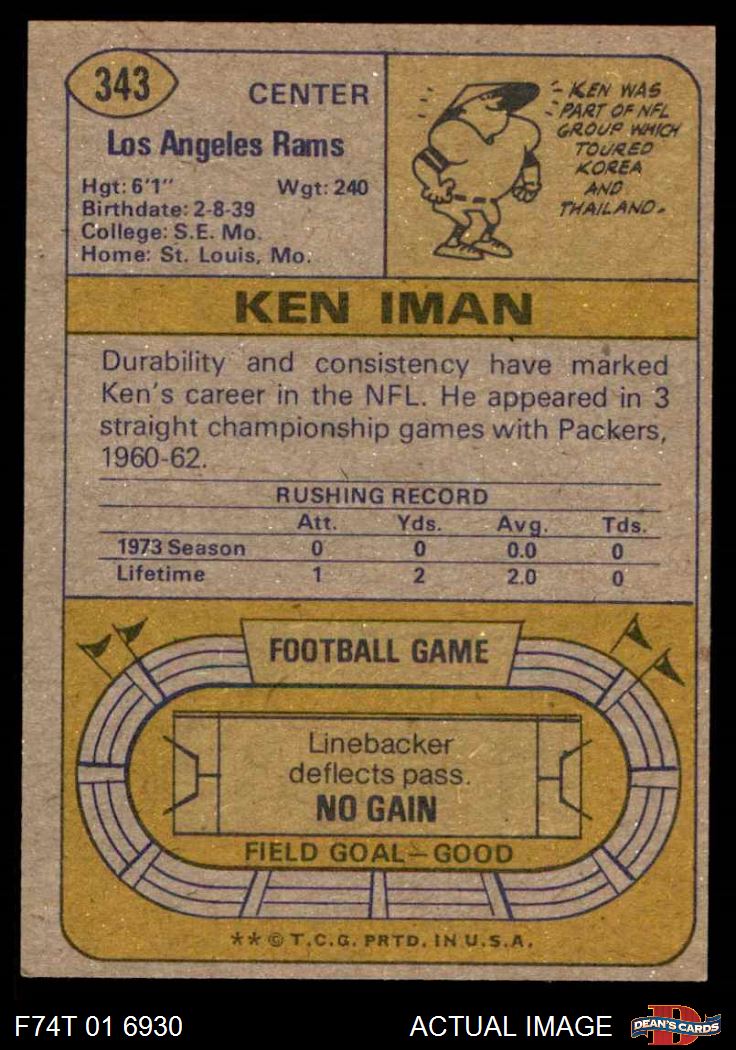 343
CENTER
Los Angeles Rams
Hgt: 6'1" Wgt: 240
Birthdate: 2-8-39
College: S.E. Mo.
Home: St. Louis, Mo.
KEN WAS
PART OF NFL
GROUP WHICH
TOURED
KOREA
AND
THAILAND.
KEN IMAN
Durability and consistency have marked
Ken's career in the NFL. He appeared in 3
straight championship games with Packers,
1960-62.
RUSHING RECORD
Att. Yds. Avg. Tds.
1973 Season 0 0 0.0 0
Lifetime 1 2 2.0 0
FOOTBALL GAME
Linebacker
deflects pass.
NO GAIN
FIELD GOAL—GOOD
** © T.C.G. PRTD. IN U.S.A.
F74T 01 6930 ACTUAL IMAGE
DEAN'S CARDS